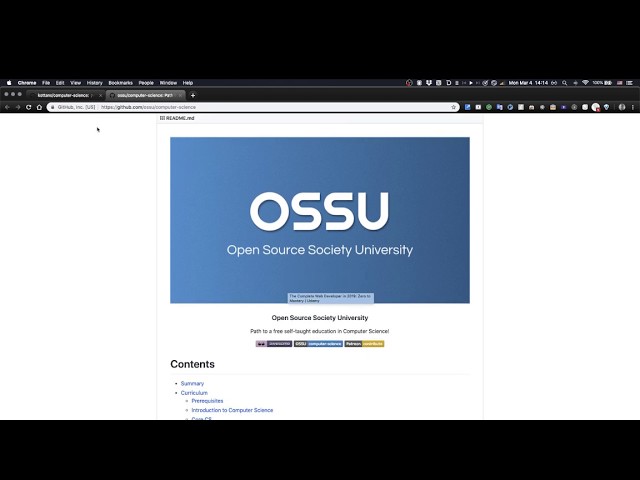 Chrome File Edit View History Bookmarks People Window Help 100% Mon Mar 4 14:14
kottans/computer-science: ossu/computer-science: Path
GitHub, Inc. [US] https://github.com/ossu/computer-science
README.md
OSSU
Open Source Society University
The Complete Web Developer in 2019: Zero to
Mastery | Udemy
Open Source Society University
Path to a free self-taught education in Computer Science!
OSSU computer-science Patreon contribute
Contents
Summary
Curriculum
Prerequisites
Introduction to Computer Science
Core CS